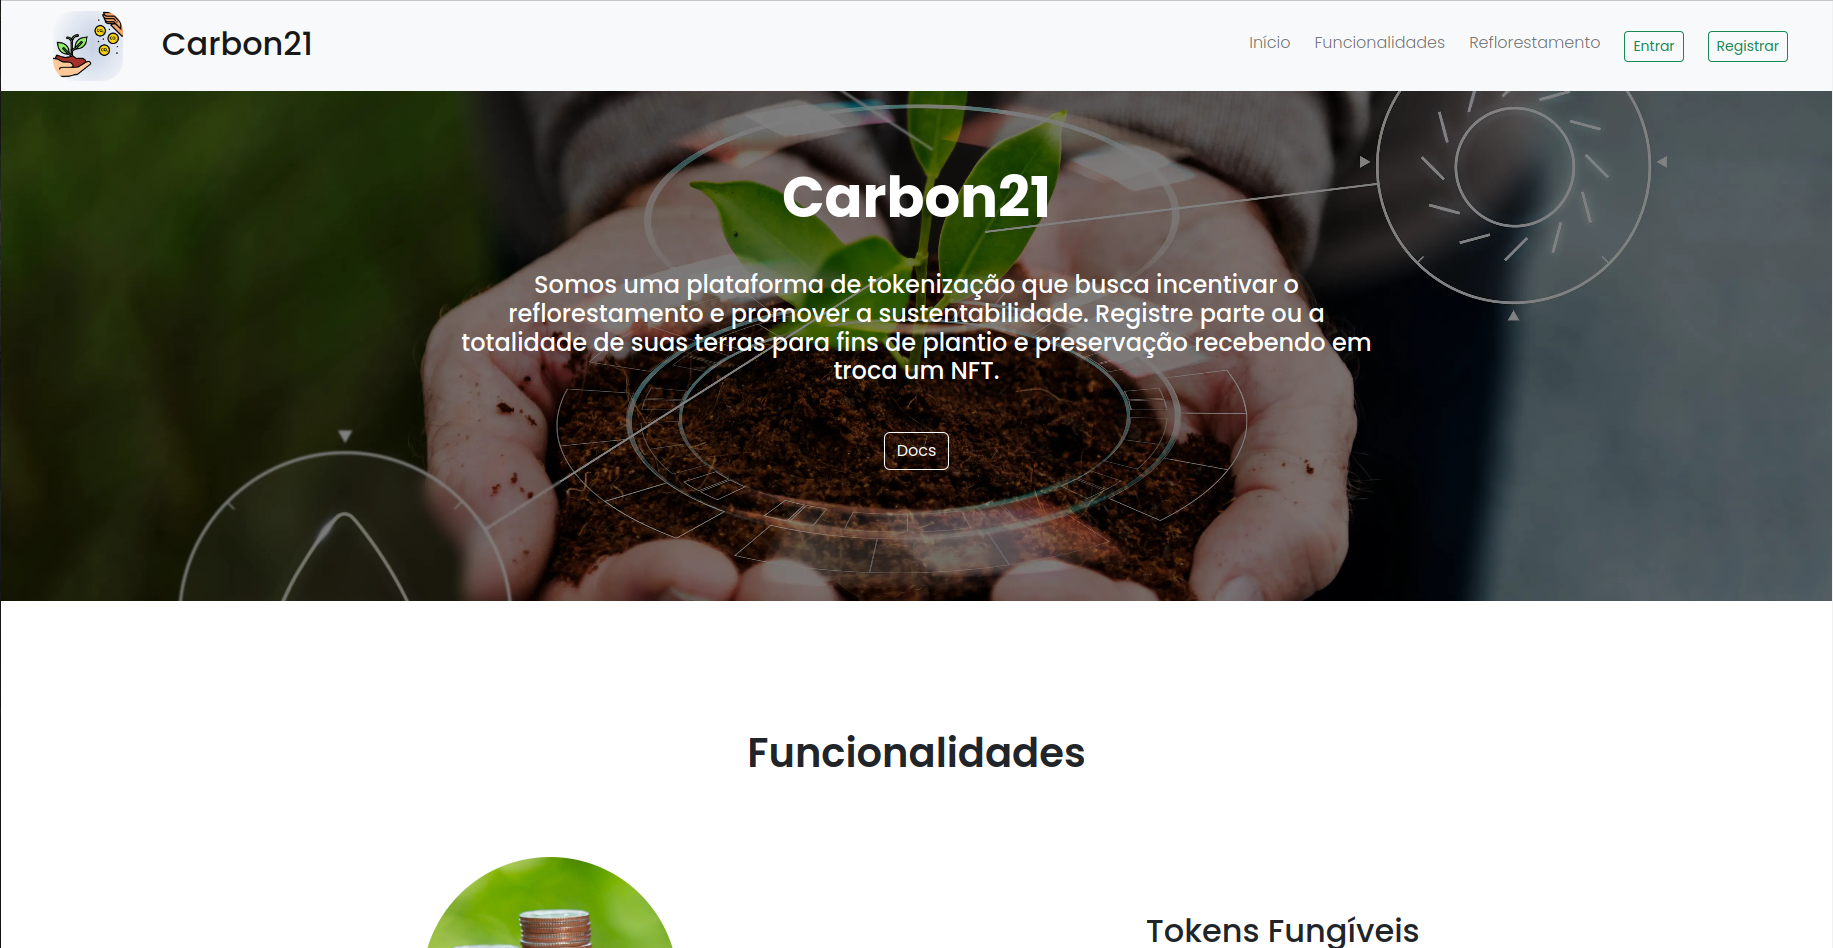 Carbon21
Início
Funcionalidades
Reflorestamento
Entrar
Registrar
Carbon21
Somos uma plataforma de tokenização que busca incentivar o
reflorestamento e promover a sustentabilidade. Registre parte ou a
totalidade de suas terras para fins de plantio e preservação recebendo em
troca um NFT.
Docs
Funcionalidades
Tokens Fungíveis